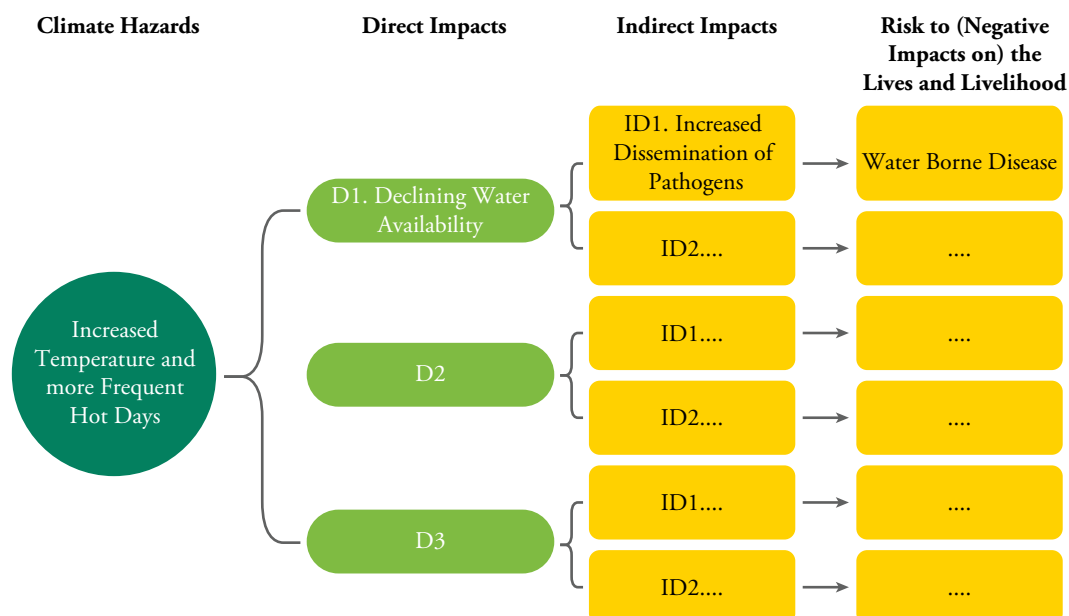 Climate Hazards
Direct Impacts
Indirect Impacts
Risk to (Negative
Impacts on) the
Lives and Livelihood
Increased
Temperature and
more Frequent
Hot Days
D1. Declining Water
Availability
ID1. Increased
Dissemination of
Pathogens
Water Borne Disease
ID2....
....
D2
ID1....
....
ID2....
....
D3
ID1....
....
ID2....
....